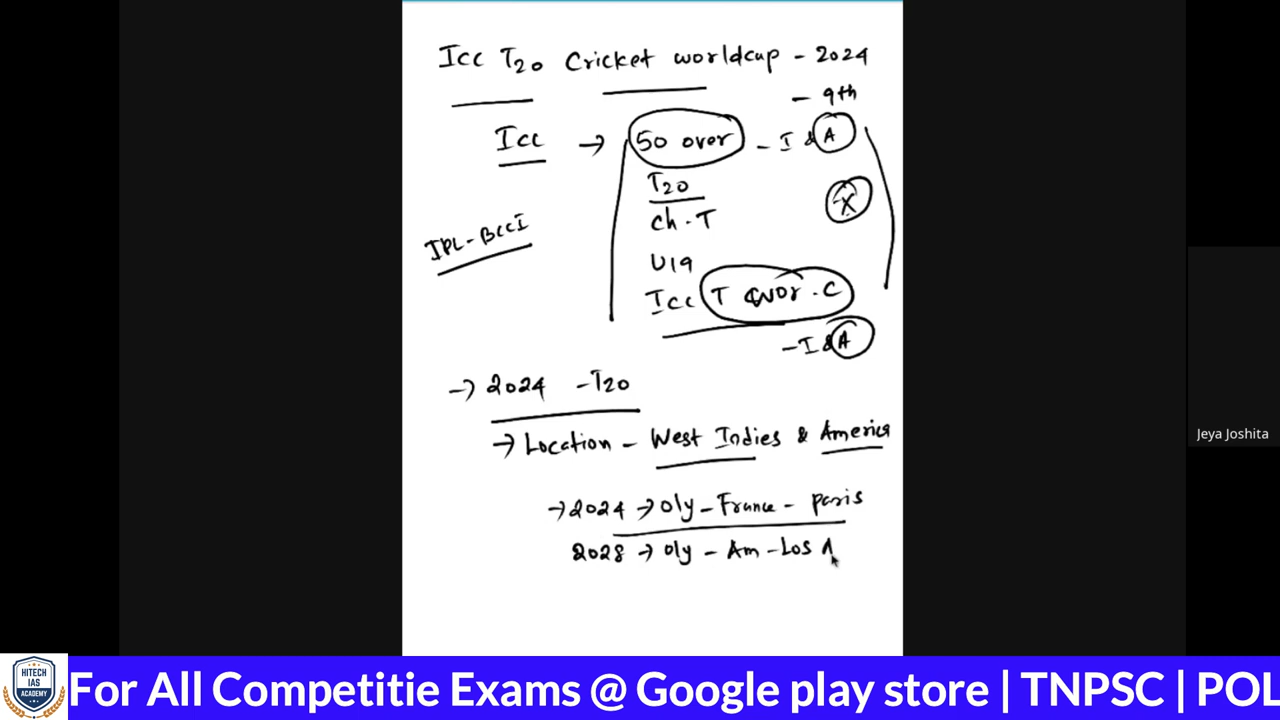 Icc T20 Cricket worldcup - 2024
- 9th
Icc → 50 over - I & A
T20
X
ch.T
IPL-BCCI
U19
Icc T wor.C
- I & A
→ 2024 - T20
→ Location - West Indies & America
→ 2024 → Oly - France - paris
2028 → Oly - Am - Los A
Jeya Joshita
HITECH
IAS
ACADEMY
For All Competitie Exams @ Google play store | TNPSC | POL